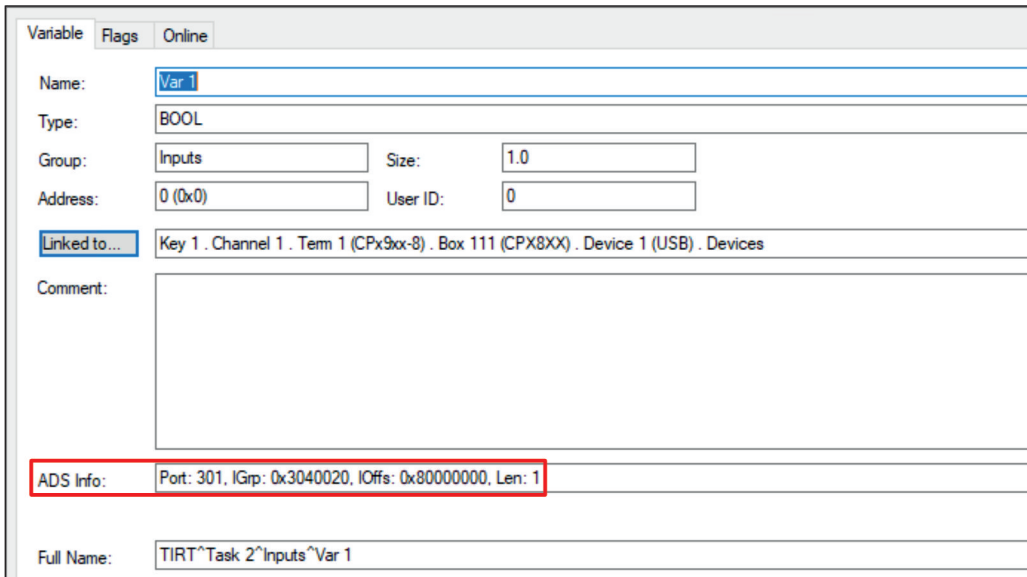 Variable Flags Online
Name: Var 1
Type: BOOL
Group: Inputs Size: 1.0
Address: 0 (0x0) User ID: 0
Linked to... Key 1 . Channel 1 . Term 1 (CPx9xx-8) . Box 111 (CPX8XX) . Device 1 (USB) . Devices
Comment:
ADS Info: Port: 301, IGrp: 0x3040020, IOffs: 0x80000000, Len: 1
Full Name: TIRT^Task 2^Inputs^Var 1